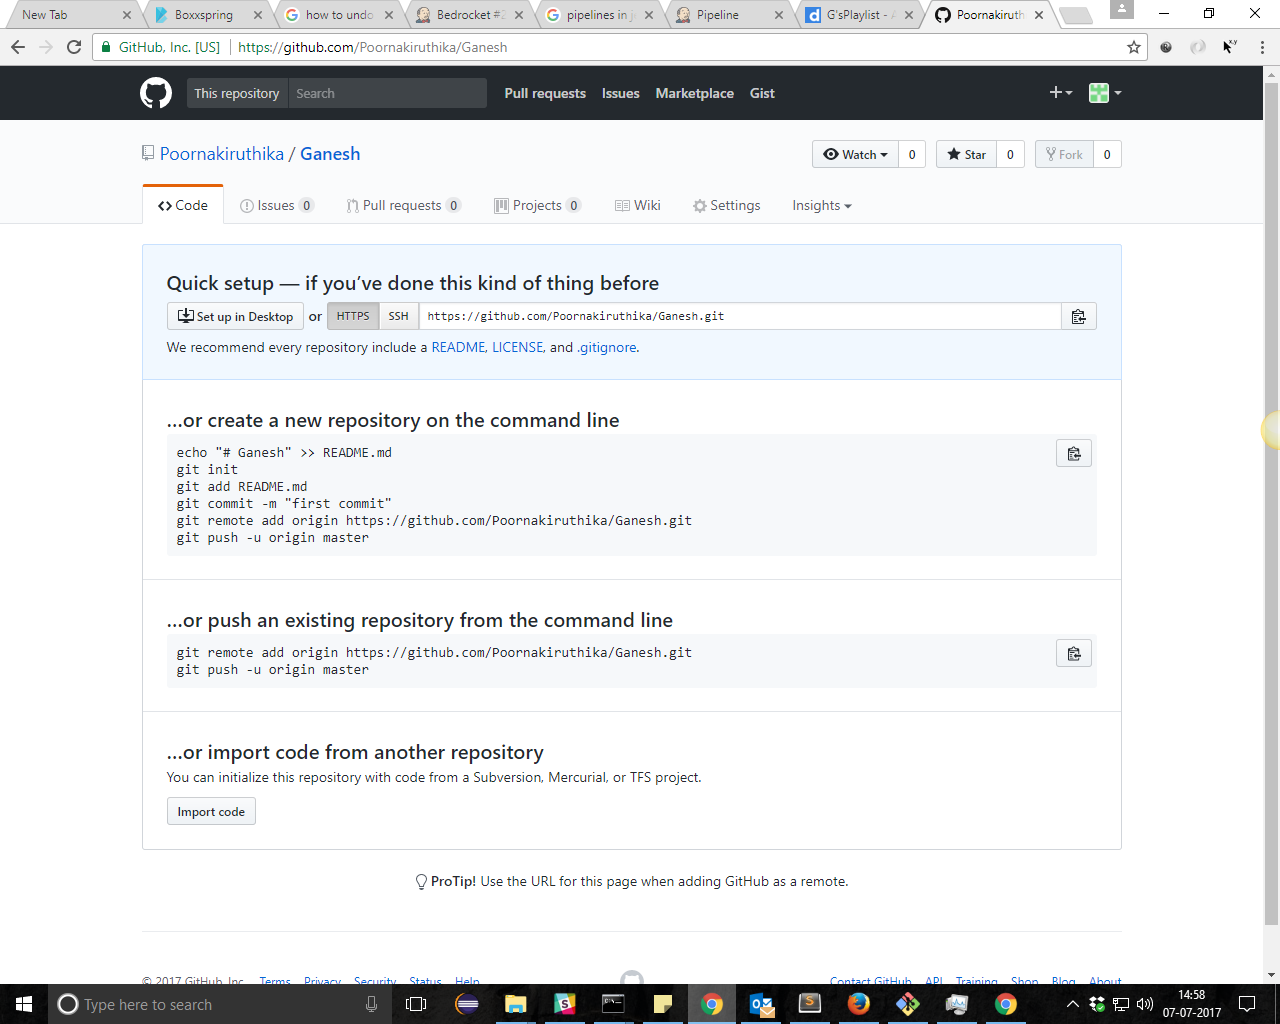 New Tab
Boxxspring
how to undo
Bedrocket #2
pipelines in j
Pipeline
G'sPlaylist - A
Poornakiruth
GitHub, Inc. [US]
https://github.com/Poornakiruthika/Ganesh
This repository
Search
Pull requests
Issues
Marketplace
Gist
Poornakiruthika / Ganesh
Watch 0
Star 0
Fork 0
Code
Issues 0
Pull requests 0
Projects 0
Wiki
Settings
Insights
Quick setup — if you’ve done this kind of thing before
Set up in Desktop or HTTPS SSH https://github.com/Poornakiruthika/Ganesh.git
We recommend every repository include a README, LICENSE, and .gitignore.
…or create a new repository on the command line
echo "# Ganesh" >> README.md
git init
git add README.md
git commit -m "first commit"
git remote add origin https://github.com/Poornakiruthika/Ganesh.git
git push -u origin master
…or push an existing repository from the command line
git remote add origin https://github.com/Poornakiruthika/Ganesh.git
git push -u origin master
…or import code from another repository
You can initialize this repository with code from a Subversion, Mercurial, or TFS project.
Import code
ProTip! Use the URL for this page when adding GitHub as a remote.
© 2017 GitHub, Inc. Terms Privacy Security Status Help
Contact GitHub API Training Shop Blog About
Type here to search
14:58
07-07-2017